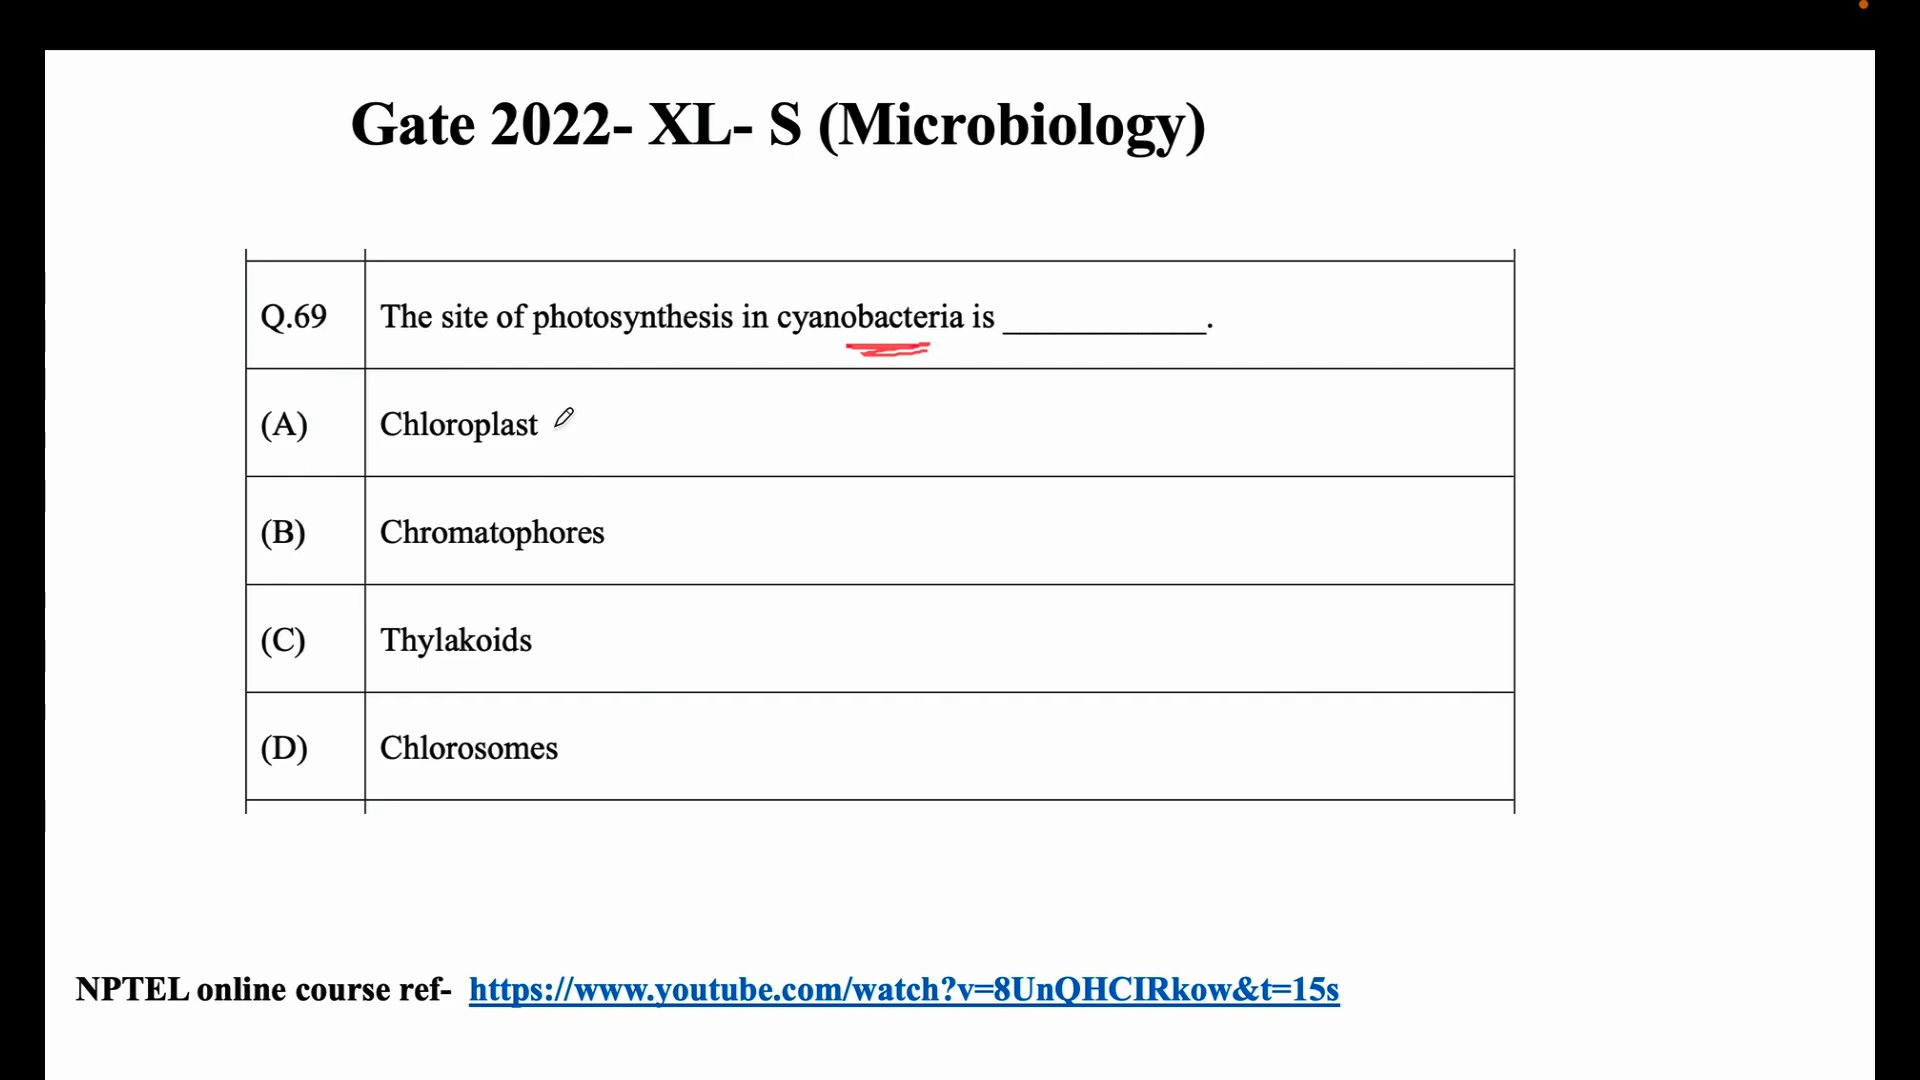 Gate 2022- XL- S (Microbiology)
Q.69 The site of photosynthesis in cyanobacteria is ____________.
(A) Chloroplast
(B) Chromatophores
(C) Thylakoids
(D) Chlorosomes
NPTEL online course ref- https://www.youtube.com/watch?v=8UnQHCIRkow&t=15s